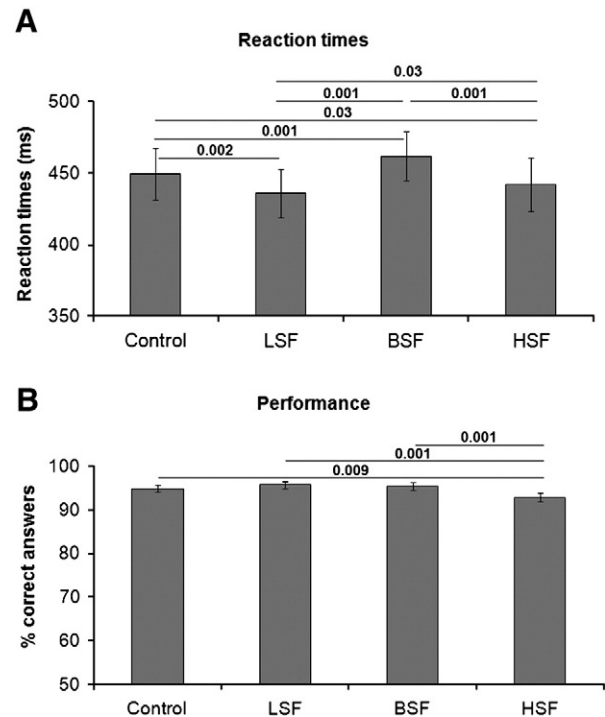 A
Reaction times
0.03
0.001 0.001
0.03
0.001
0.002
Reaction times (ms)
500
450
400
350
Control LSF BSF HSF
B
Performance
0.001
0.001
0.009
% correct answers
100
90
80
70
60
50
Control LSF BSF HSF